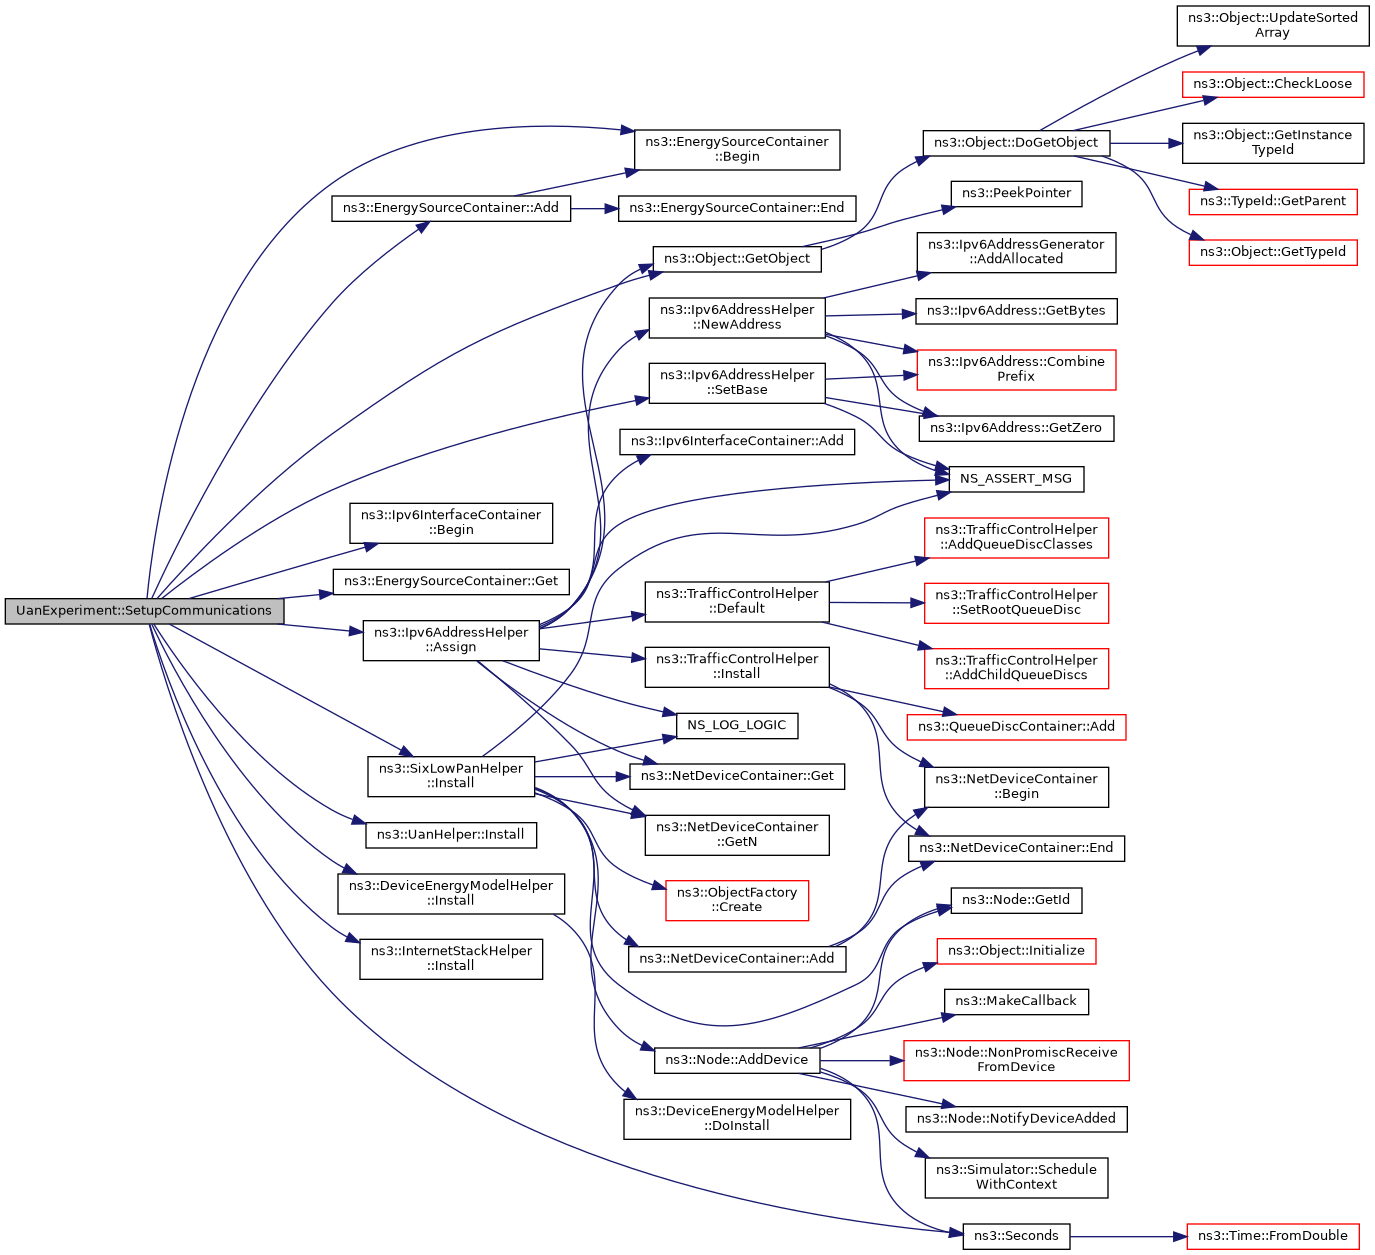 UanExperiment::SetupCommunications
ns3::EnergySourceContainer
::Begin
ns3::EnergySourceContainer::Add
ns3::EnergySourceContainer::End
ns3::Object::GetObject
ns3::Object::DoGetObject
ns3::Object::UpdateSorted
Array
ns3::Object::CheckLoose
ns3::Object::GetInstance
TypeId
ns3::TypeId::GetParent
ns3::Object::GetTypeId
ns3::PeekPointer
ns3::Ipv6AddressHelper
::NewAddress
ns3::Ipv6AddressGenerator
::AddAllocated
ns3::Ipv6Address::GetBytes
ns3::Ipv6Address::Combine
Prefix
ns3::Ipv6Address::GetZero
ns3::Ipv6AddressHelper
::SetBase
ns3::Ipv6InterfaceContainer::Add
NS_ASSERT_MSG
ns3::Ipv6InterfaceContainer
::Begin
ns3::EnergySourceContainer::Get
ns3::Ipv6AddressHelper
::Assign
ns3::TrafficControlHelper
::Default
ns3::TrafficControlHelper
::AddQueueDiscClasses
ns3::TrafficControlHelper
::SetRootQueueDisc
ns3::TrafficControlHelper
::AddChildQueueDiscs
ns3::TrafficControlHelper
::Install
ns3::QueueDiscContainer::Add
ns3::NetDeviceContainer
::Begin
ns3::NetDeviceContainer::End
NS_LOG_LOGIC
ns3::NetDeviceContainer::Get
ns3::NetDeviceContainer
::GetN
ns3::SixLowPanHelper
::Install
ns3::UanHelper::Install
ns3::DeviceEnergyModelHelper
::Install
ns3::InternetStackHelper
::Install
ns3::ObjectFactory
::Create
ns3::NetDeviceContainer::Add
ns3::Node::GetId
ns3::Object::Initialize
ns3::MakeCallback
ns3::Node::AddDevice
ns3::Node::NonPromiscReceive
FromDevice
ns3::Node::NotifyDeviceAdded
ns3::DeviceEnergyModelHelper
::DoInstall
ns3::Simulator::Schedule
WithContext
ns3::Seconds
ns3::Time::FromDouble